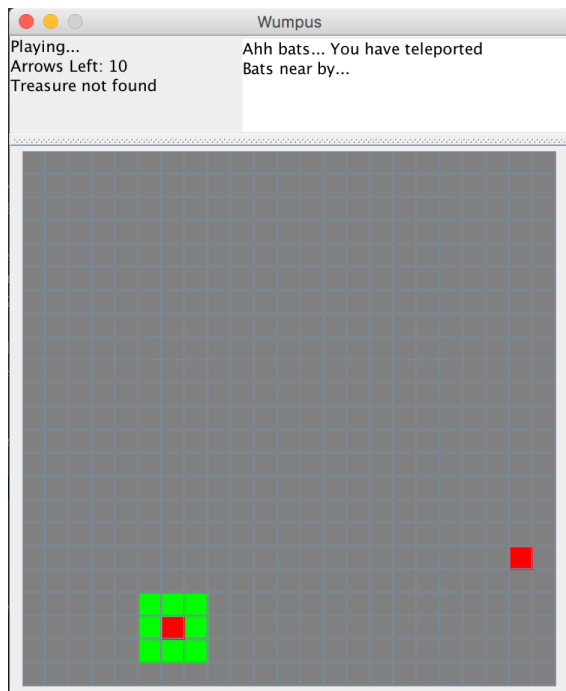 Wumpus
Playing...
Arrows Left: 10
Treasure not found
Ahh bats... You have teleported
Bats near by...